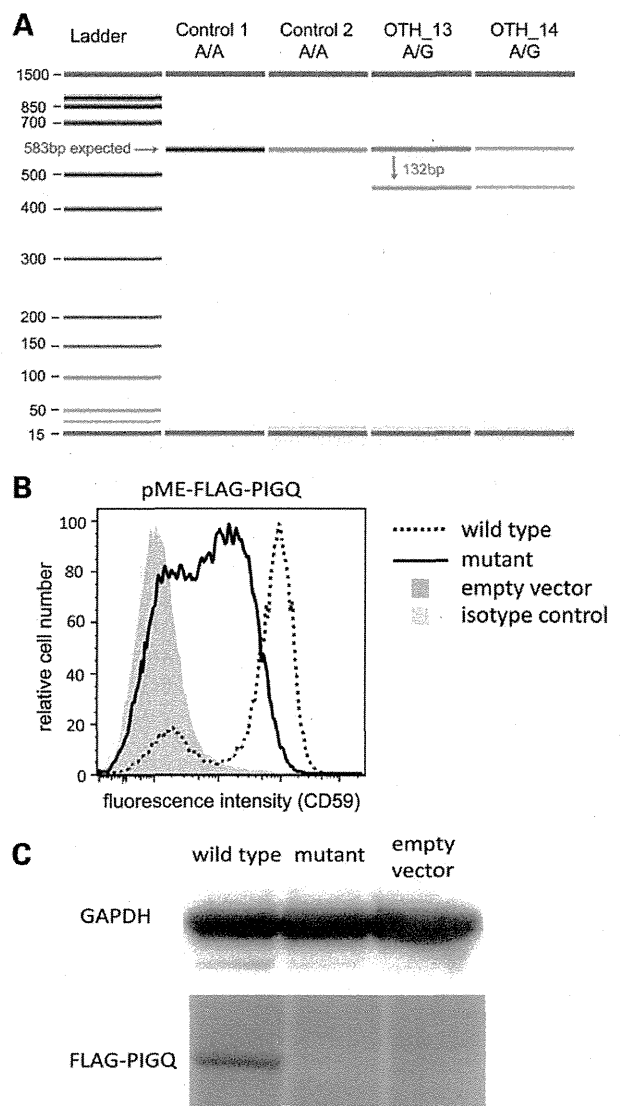 A
Ladder
Control 1
A/A
Control 2
A/A
OTH_13
A/G
OTH_14
A/G
1500
850
700
583bp expected →
500
132bp
400
300
200
150
100
50
15
B
pME-FLAG-PIGQ
100
80
60
40
20
0
relative cell number
fluorescence intensity (CD59)
wild type
mutant
empty vector
isotype control
C
wild type
mutant
empty
vector
GAPDH
FLAG-PIGQ